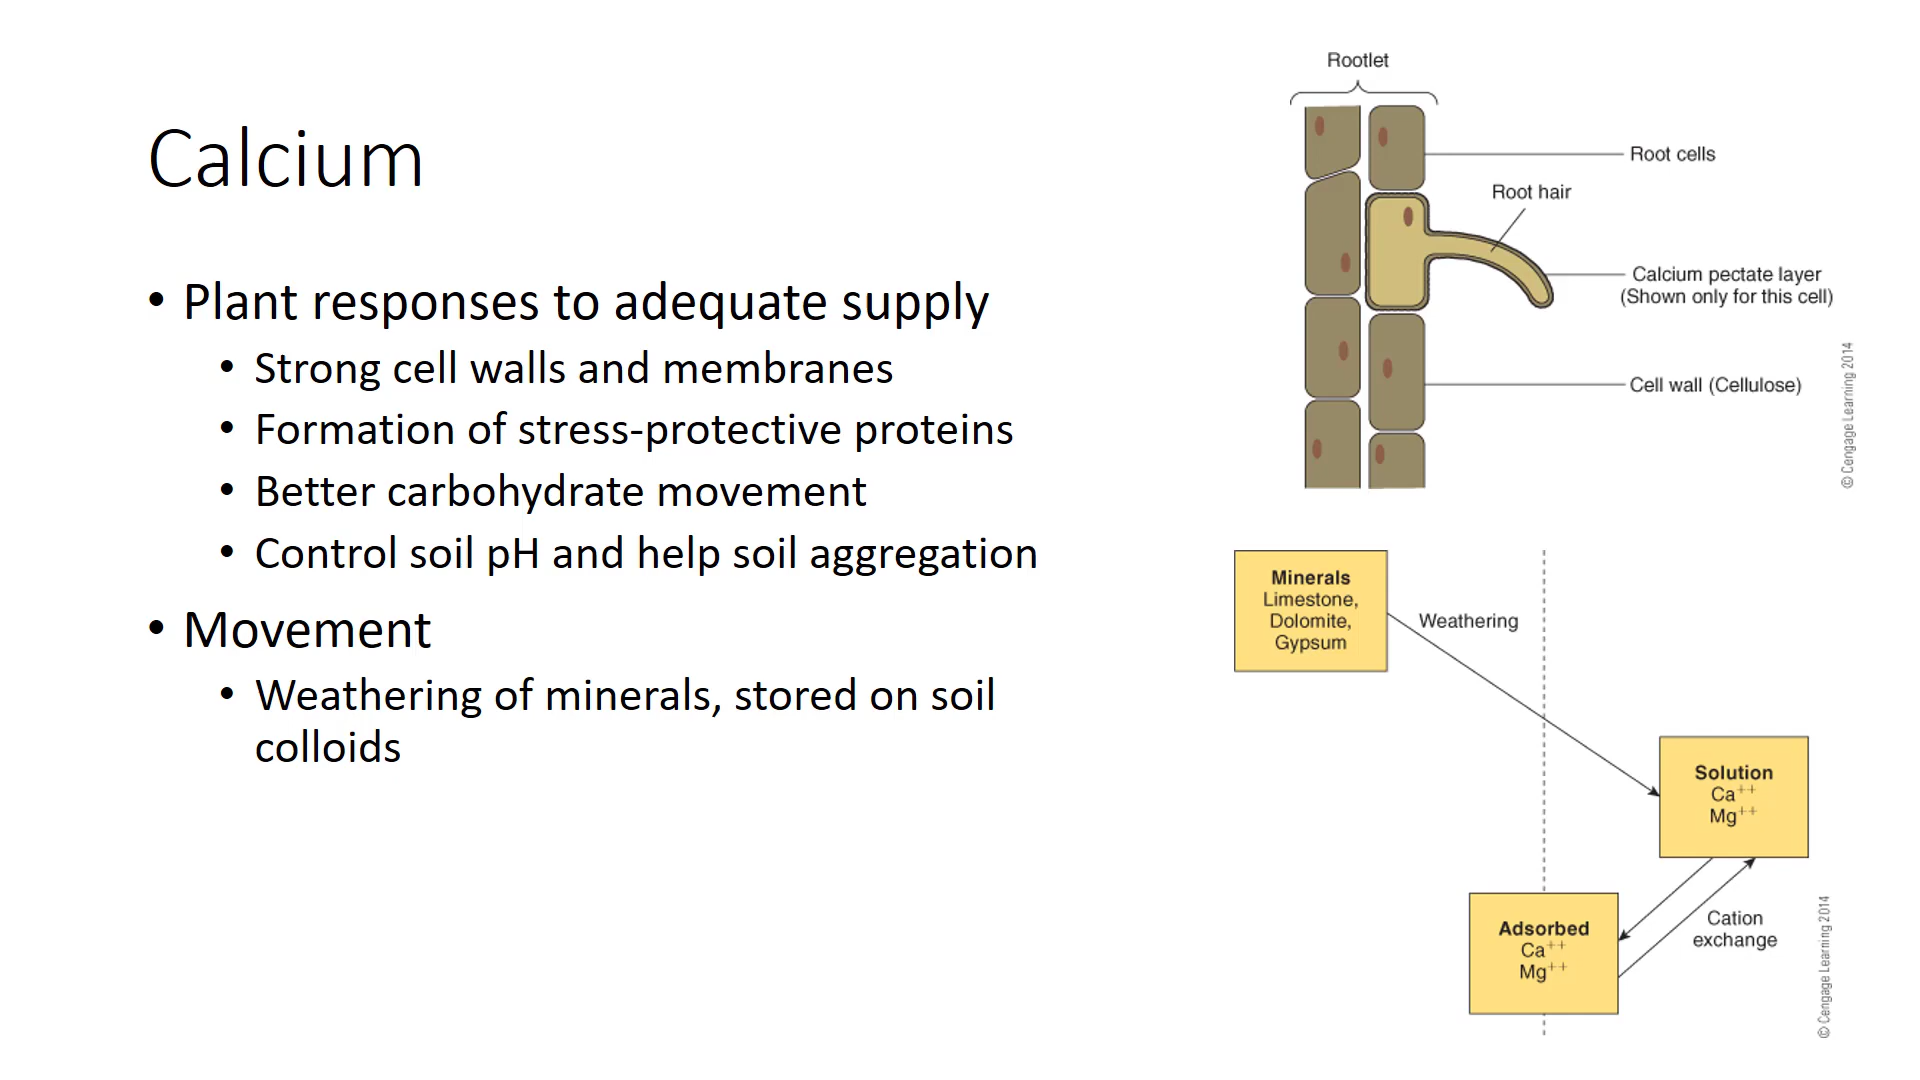 Calcium
• Plant responses to adequate supply
• Strong cell walls and membranes
• Formation of stress-protective proteins
• Better carbohydrate movement
• Control soil pH and help soil aggregation
• Movement
• Weathering of minerals, stored on soil
colloids
Rootlet
Root cells
Root hair
Calcium pectate layer
(Shown only for this cell)
Cell wall (Cellulose)
© Cengage Learning 2014
Minerals
Limestone,
Dolomite,
Gypsum
Weathering
Solution
Ca++
Mg++
Adsorbed
Ca++
Mg++
Cation
exchange
© Cengage Learning 2014